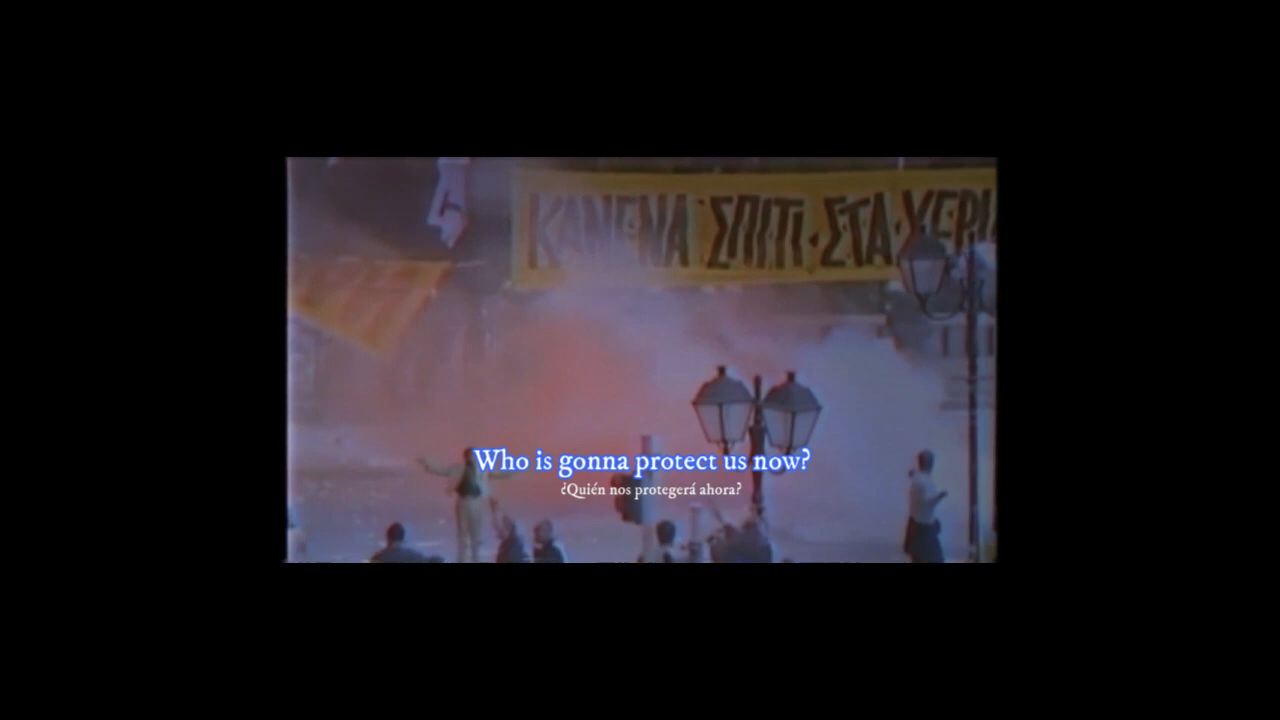 ΚΑΝΕΝΑ ΣΠΙΤΙ · ΣΤΑ · ΧΕΡΙ
Who is gonna protect us now?
¿Quién nos protegerá ahora?